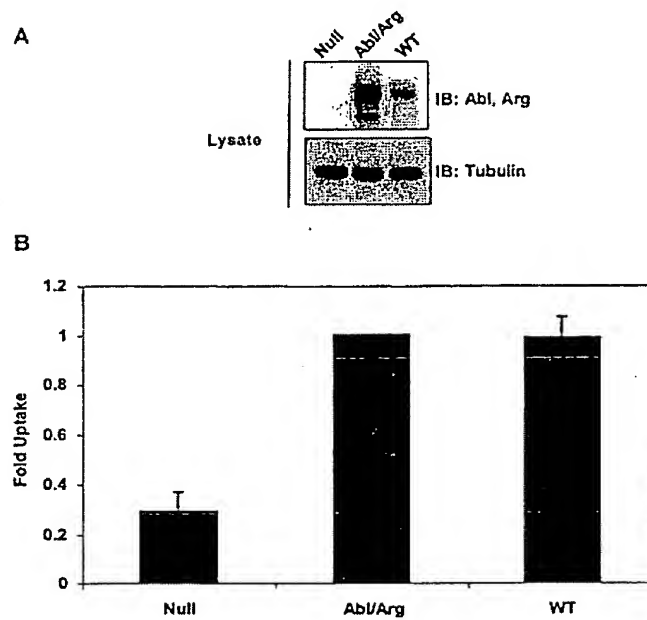 A
Null Abl/Arg WT
IB: Abl, Arg
Lysate
IB: Tubulin
B
1.2
1
0.8
0.6
0.4
0.2
0
Fold Uptake
Null Abl/Arg WT